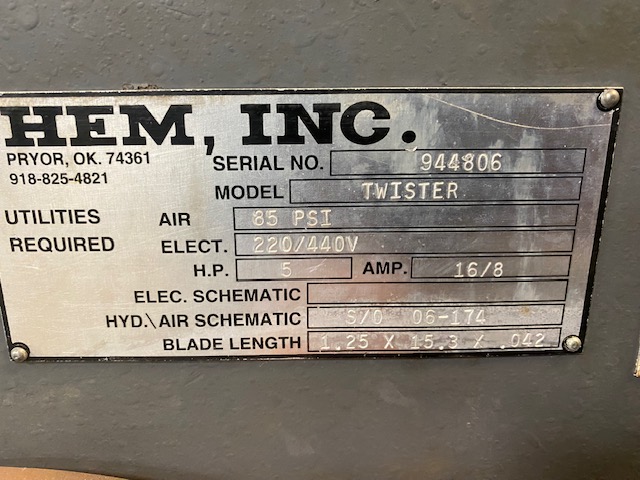 HEM, INC.
PRYOR, OK. 74361
918-825-4821
SERIAL NO. 944806
MODEL TWISTER
UTILITIES REQUIRED
AIR 85 PSI
ELECT. 220/440V
H.P. 5 AMP. 16/8
ELEC. SCHEMATIC
HYD.\AIR SCHEMATIC S/O 06-174
BLADE LENGTH 1.25 X 15.3 / .042